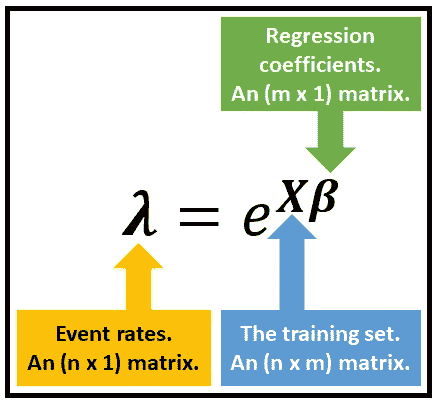 Regression
coefficients.
An (m x 1) matrix.
λ = e^Xβ
Event rates.
An (n x 1) matrix.
The training set.
An (n x m) matrix.